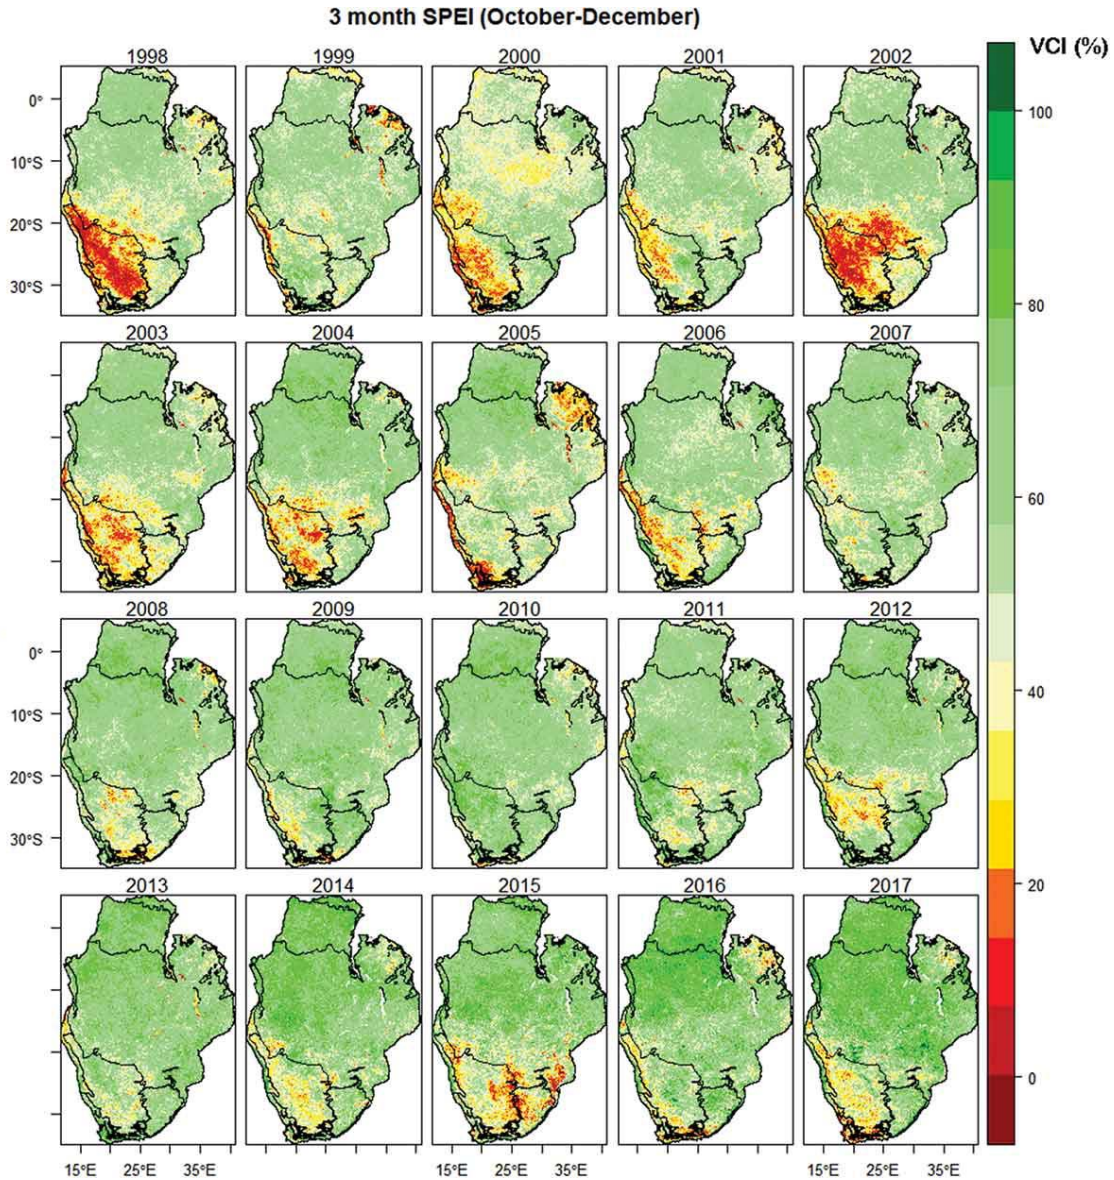 3 month SPEI (October-December)
VCI (%)
1998 1999 2000 2001 2002
0°
10°S
20°S
30°S
100
80
2003 2004 2005 2006 2007
60
2008 2009 2010 2011 2012
0°
10°S
20°S
30°S
40
2013 2014 2015 2016 2017
20
0
15°E 25°E 35°E 15°E 25°E 35°E 15°E 25°E 35°E